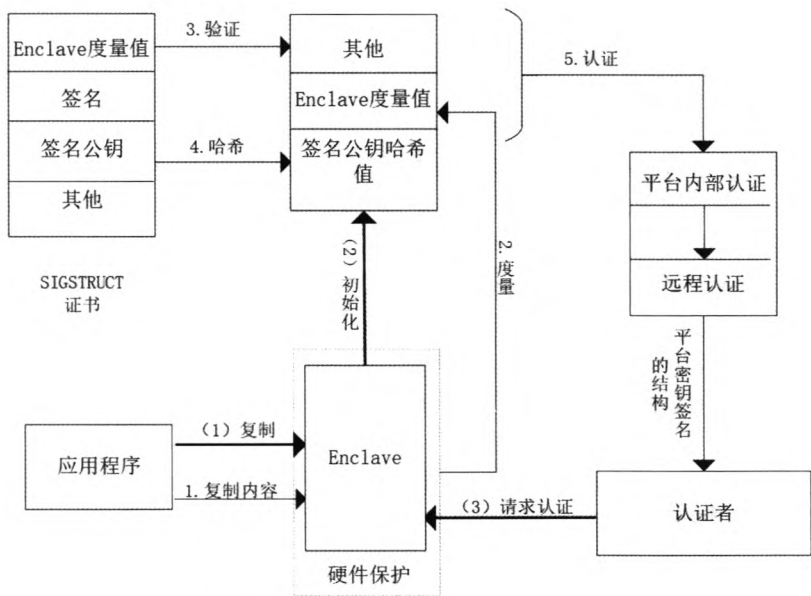 Enclave度量值
签名
签名公钥
其他
SIGSTRUCT
证书
3.验证
4.哈希
其他
Enclave度量值
签名公钥哈希
值
5.认证
平台内部认证
远程认证
(2)初始化
2.度量
平台密钥签名
的结构
应用程序
(1)复制
1.复制内容
Enclave
硬件保护
(3)请求认证
认证者